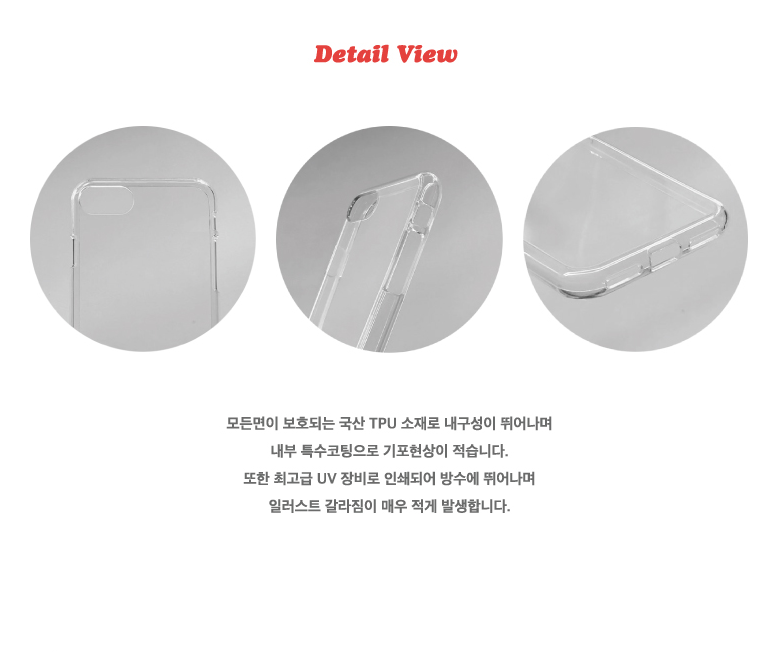 Detail View
모든면이 보호되는 국산 TPU 소재로 내구성이 뛰어나며
내부 특수코팅으로 기포현상이 적습니다.
또한 최고급 UV 장비로 인쇄되어 방수에 뛰어나며
일러스트 갈라짐이 매우 적게 발생합니다.